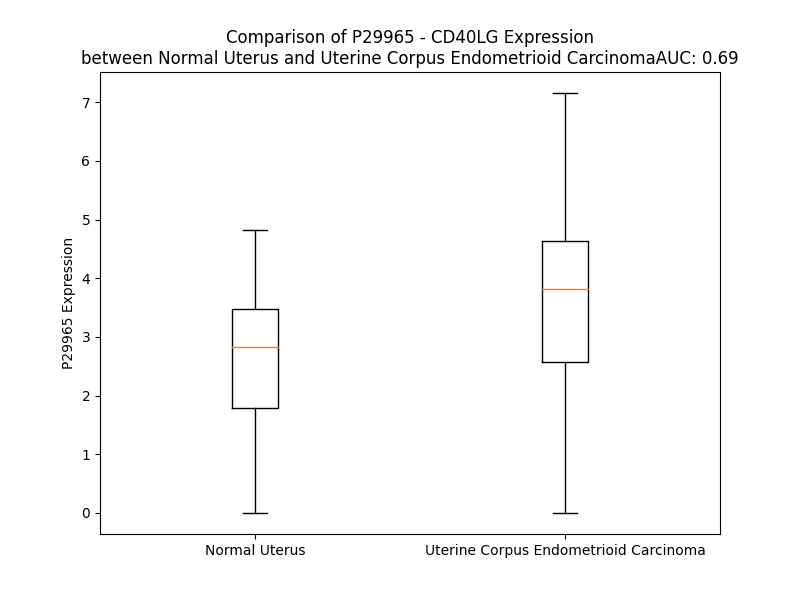 Comparison of P29965 - CD40LG Expression
between Normal Uterus and Uterine Corpus Endometrioid CarcinomaAUC: 0.69
7
6
5
4
3
2
1
0
P29965 Expression
Normal Uterus
Uterine Corpus Endometrioid Carcinoma